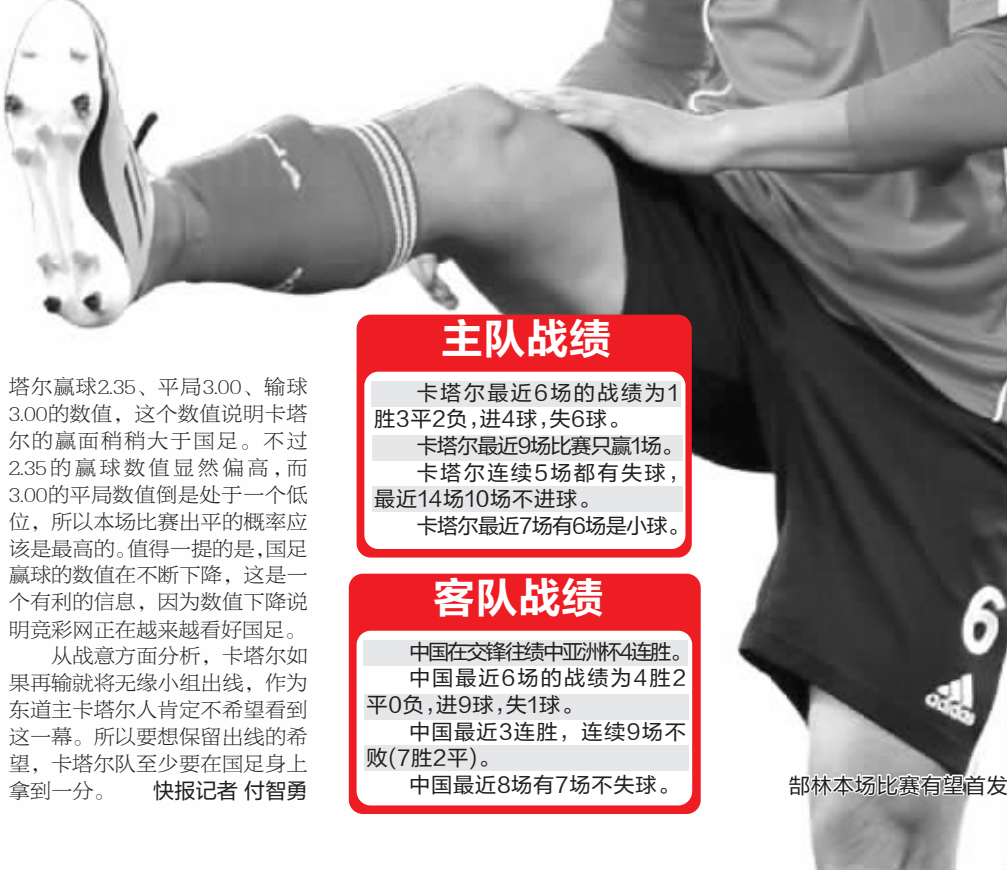 塔尔赢球2.35、平局3.00、输球
3.00的数值，这个数值说明卡塔
尔的赢面稍稍大于国足。不过
2.35的赢球数值显然偏高,而
3.00的平局数值倒是处于一个低
位，所以本场比赛出平的概率应
该是最高的。值得一提的是,国足
赢球的数值在不断下降，这是一
个有利的信息，因为数值下降说
明竞彩网正在越来越看好国足。
从战意方面分析，卡塔尔如
果再输就将无缘小组出线，作为
东道主卡塔尔人肯定不希望看到
这一幕。所以要想保留出线的希
望，卡塔尔队至少要在国足身上
拿到一分。 快报记者 付智勇
主队战绩
卡塔尔最近6场的战绩为1
胜3平2负,进4球,失6球。
卡塔尔最近9场比赛只赢1场。
卡塔尔连续5场都有失球，
最近14场10场不进球。
卡塔尔最近7场有6场是小球。
客队战绩
中国在交锋往绩中亚洲杯4连胜。
中国最近6场的战绩为4胜2
平0负,进9球,失1球。
中国最近3连胜，连续9场不
败(7胜2平)。
中国最近8场有7场不失球。
6
adidas
郜林本场比赛有望首发